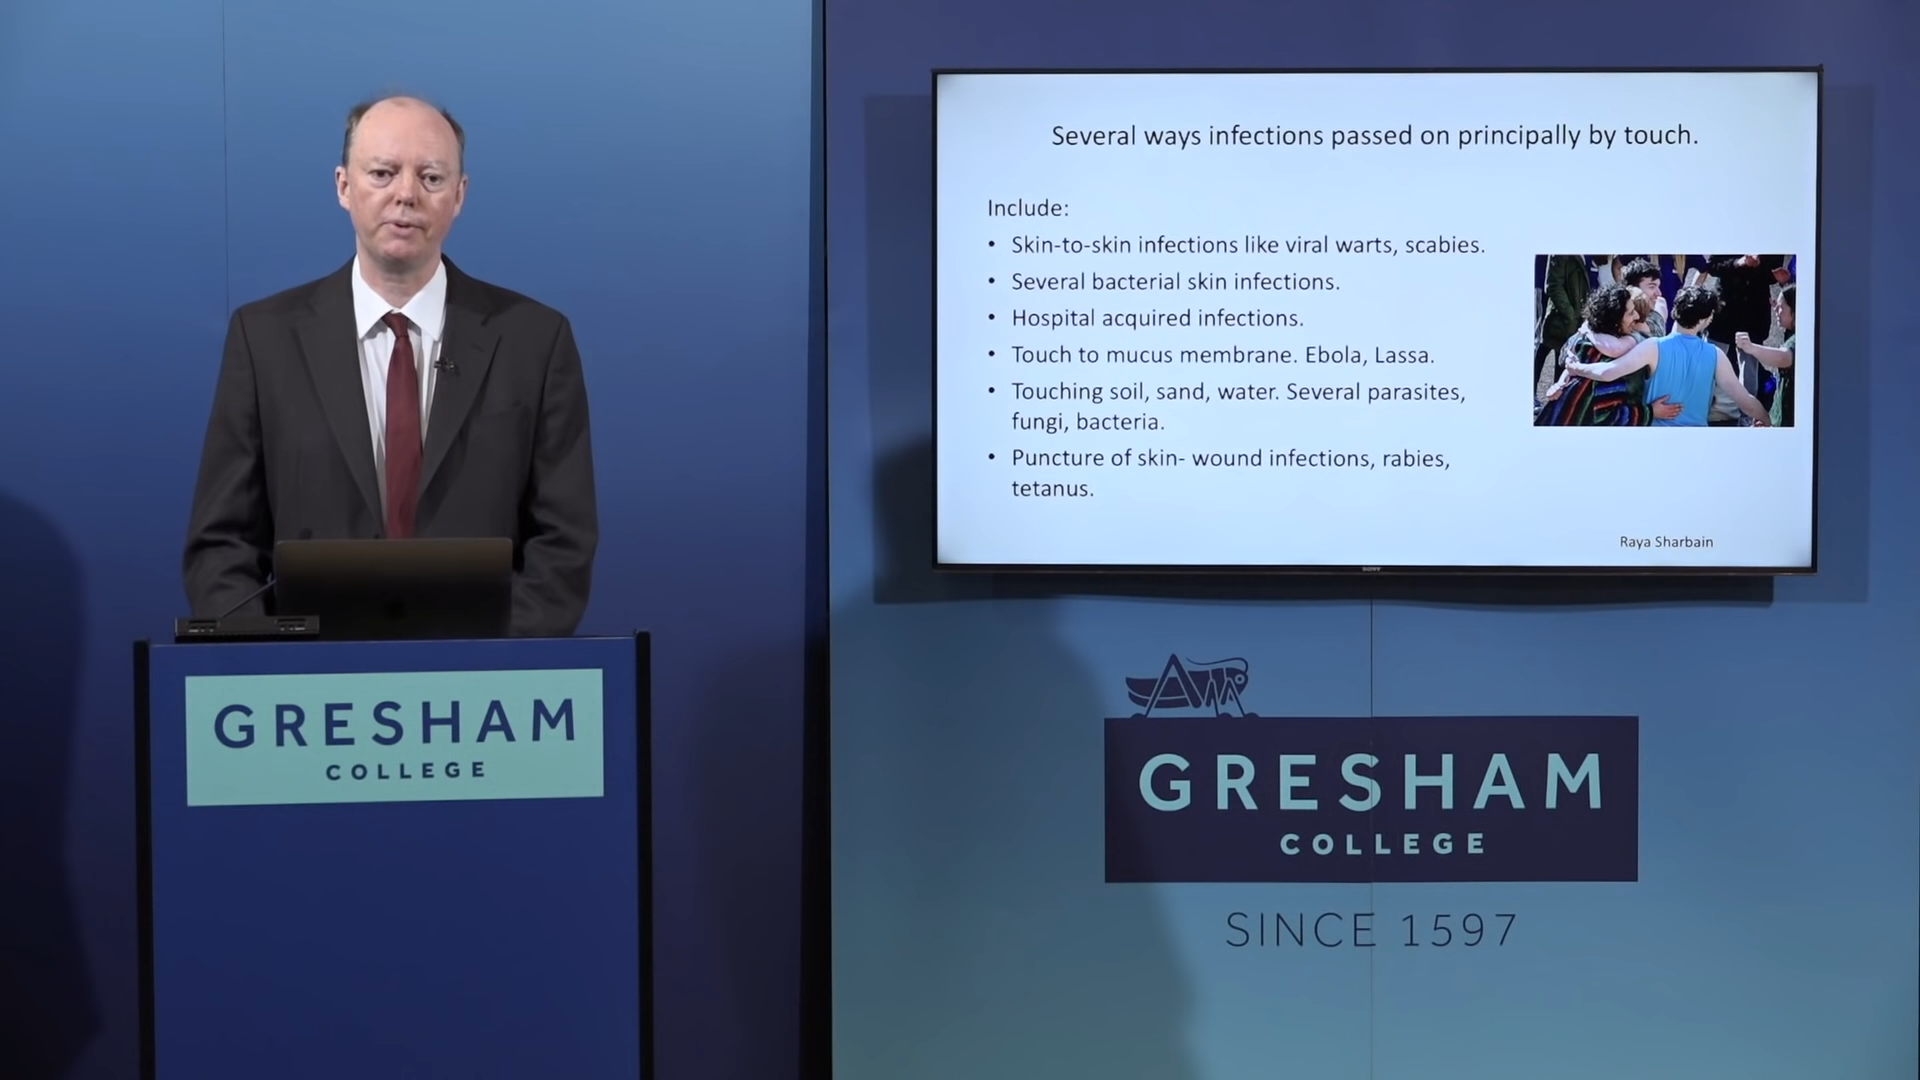 Several ways infections passed on principally by touch.
Include:
• Skin-to-skin infections like viral warts, scabies.
• Several bacterial skin infections.
• Hospital acquired infections.
• Touch to mucus membrane. Ebola, Lassa.
• Touching soil, sand, water. Several parasites,
fungi, bacteria.
• Puncture of skin- wound infections, rabies,
tetanus.
Raya Sharbain
SONY
GRESHAM
COLLEGE
GRESHAM
COLLEGE
SINCE 1597